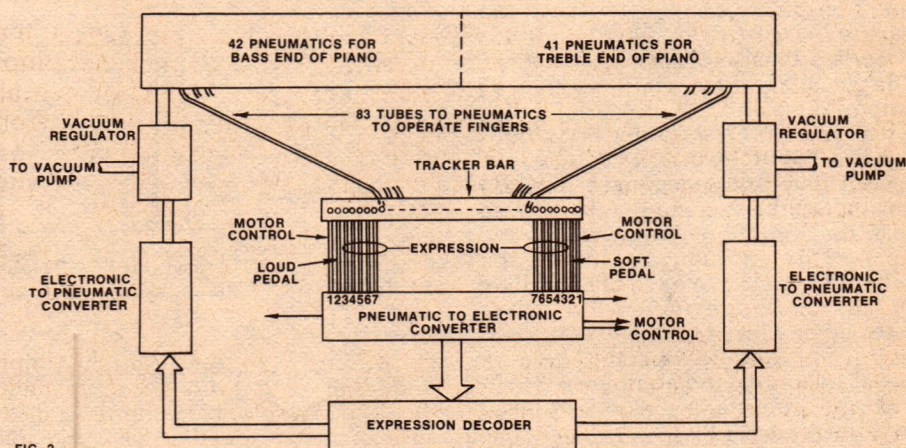 42 PNEUMATICS FOR
BASS END OF PIANO
41 PNEUMATICS FOR
TREBLE END OF PIANO
83 TUBES TO PNEUMATICS
TO OPERATE FINGERS
VACUUM
REGULATOR
VACUUM
REGULATOR
TO VACUUM
PUMP
TO VACUUM
PUMP
TRACKER BAR
MOTOR
CONTROL
EXPRESSION
MOTOR
CONTROL
LOUD
PEDAL
SOFT
PEDAL
ELECTRONIC
TO PNEUMATIC
CONVERTER
ELECTRONIC
TO PNEUMATIC
CONVERTER
1234567
7654321
PNEUMATIC TO ELECTRONIC
CONVERTER
MOTOR
CONTROL
EXPRESSION DECODER